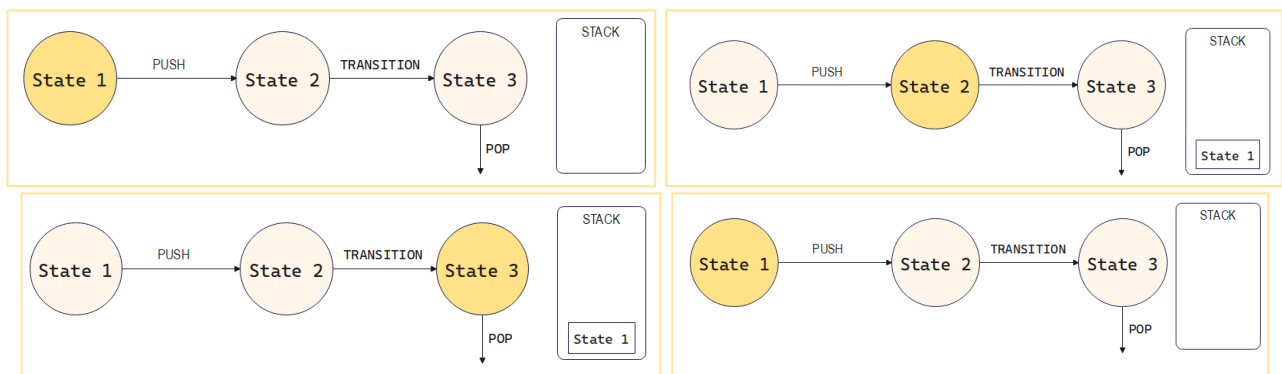 STACK
State 1
PUSH
State 2
TRANSITION
State 3
POP
STACK
State 1
PUSH
State 2
TRANSITION
State 3
POP
State 1
STACK
State 1
PUSH
State 2
TRANSITION
State 3
POP
State 1
STACK
State 1
PUSH
State 2
TRANSITION
State 3
POP